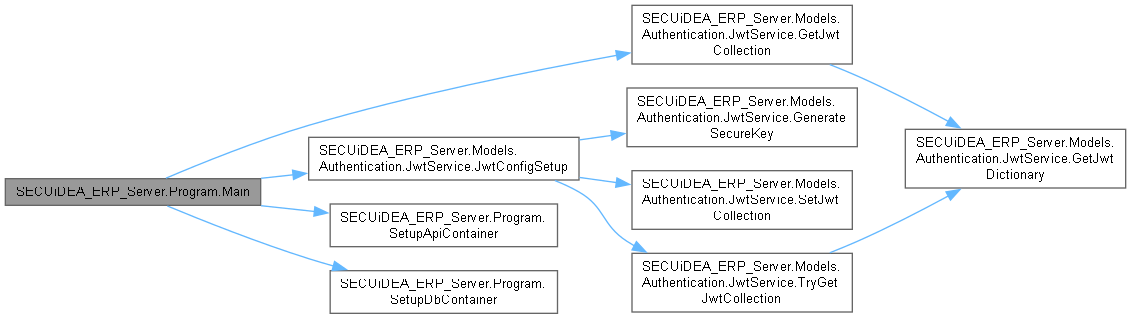 SECUiDEA_ERP_Server.Program.Main
SECUiDEA_ERP_Server.Models.
Authentication.JwtService.GetJwt
Collection
SECUiDEA_ERP_Server.Models.
Authentication.JwtService.JwtConfigSetup
SECUiDEA_ERP_Server.Program.
SetupApiContainer
SECUiDEA_ERP_Server.Program.
SetupDbContainer
SECUiDEA_ERP_Server.Models.
Authentication.JwtService.Generate
SecureKey
SECUiDEA_ERP_Server.Models.
Authentication.JwtService.SetJwt
Collection
SECUiDEA_ERP_Server.Models.
Authentication.JwtService.TryGet
JwtCollection
SECUiDEA_ERP_Server.Models.
Authentication.JwtService.GetJwt
Dictionary